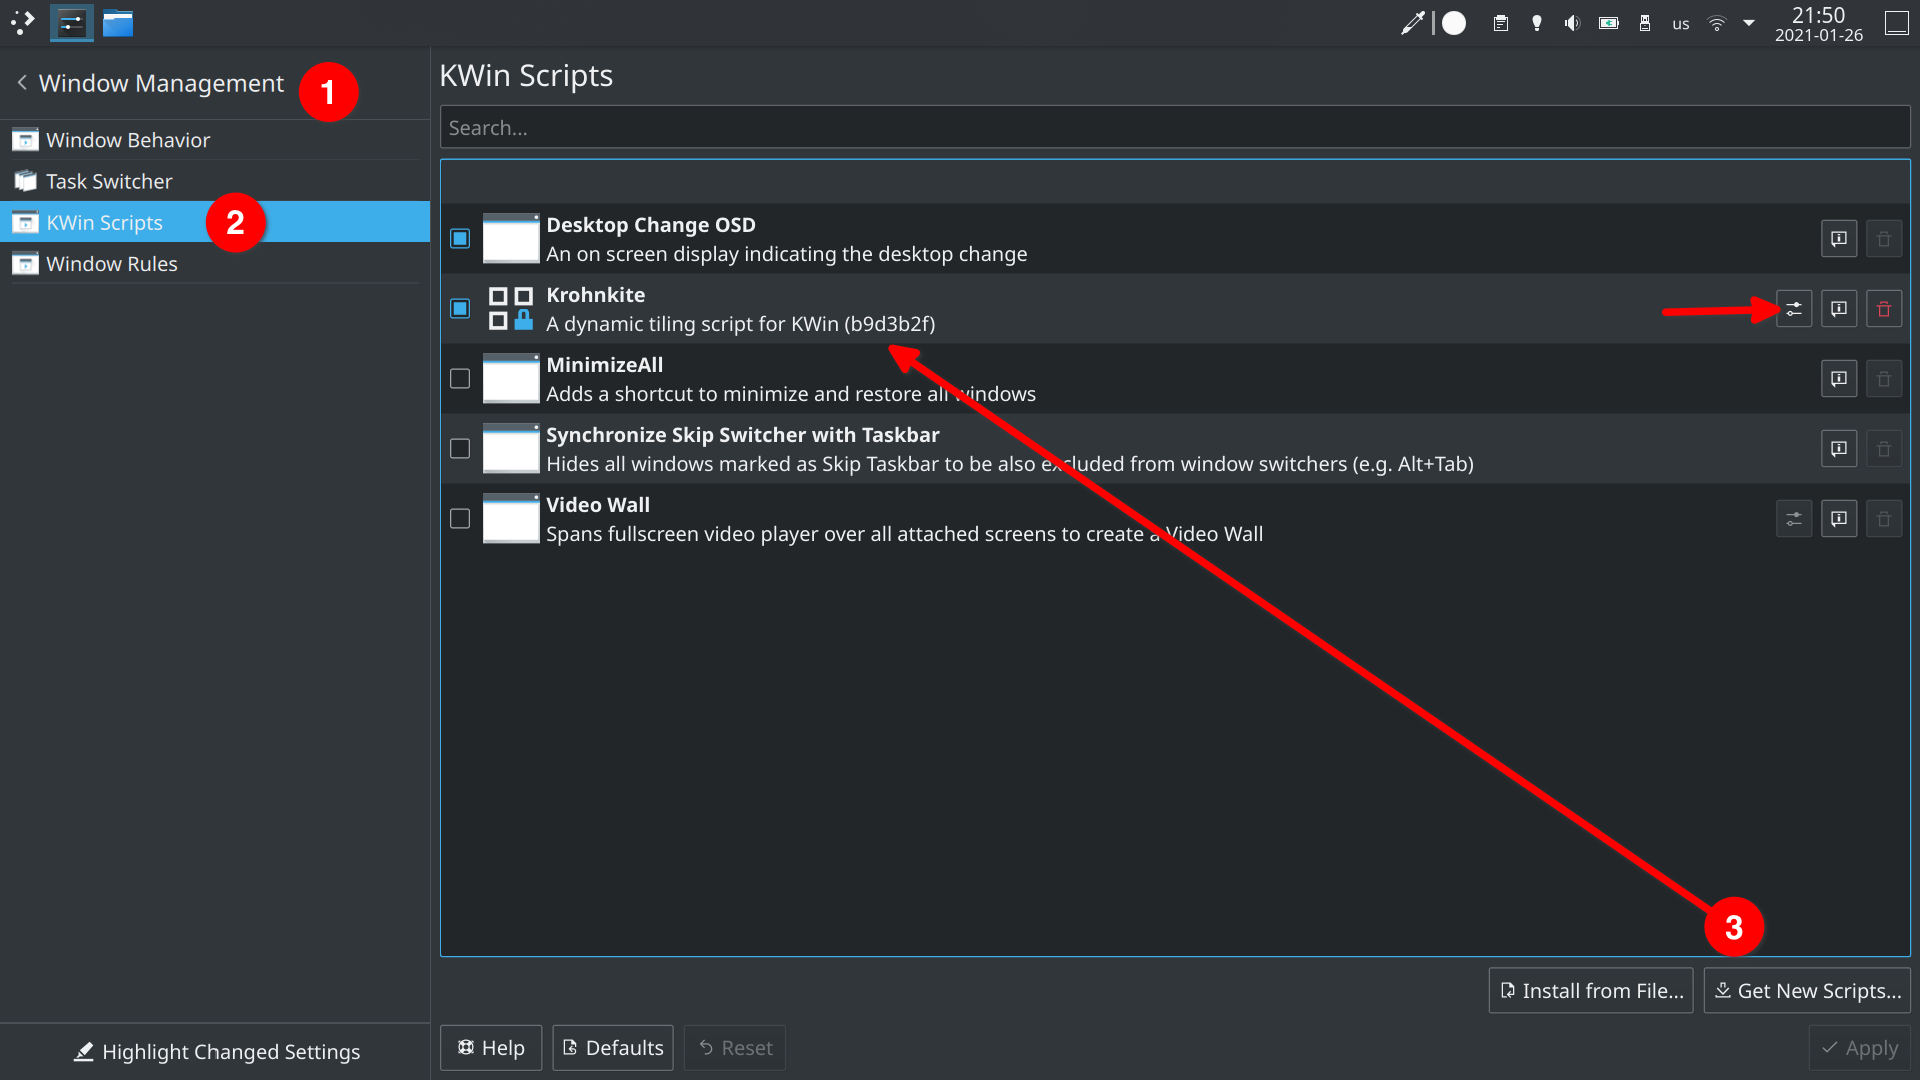 us
21:50
2021-01-26
Window Management
1
Window Behavior
Task Switcher
KWin Scripts
2
Window Rules
Highlight Changed Settings
KWin Scripts
Search...
Desktop Change OSD
An on screen display indicating the desktop change
Krohnkite
A dynamic tiling script for KWin (b9d3b2f)
MinimizeAll
Adds a shortcut to minimize and restore all windows
Synchronize Skip Switcher with Taskbar
Hides all windows marked as Skip Taskbar to be also excluded from window switchers (e.g. Alt+Tab)
Video Wall
Spans fullscreen video player over all attached screens to create a Video Wall
3
Install from File...
Get New Scripts...
Help
Defaults
Reset
Apply